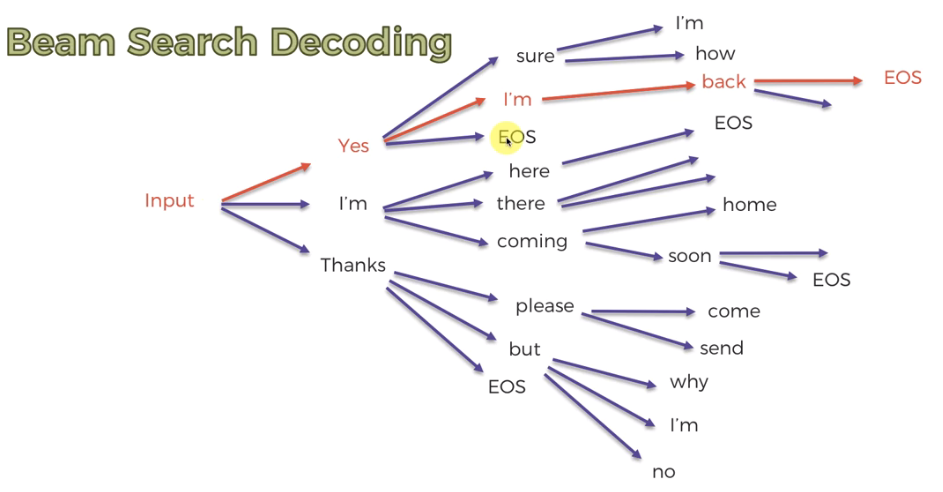 Beam Search Decoding
I'm
sure
how
back
EOS
I'm
EOS
EOS
Yes
here
Input
I'm
there
home
coming
soon
Thanks
EOS
please
come
but
send
EOS
why
I'm
no